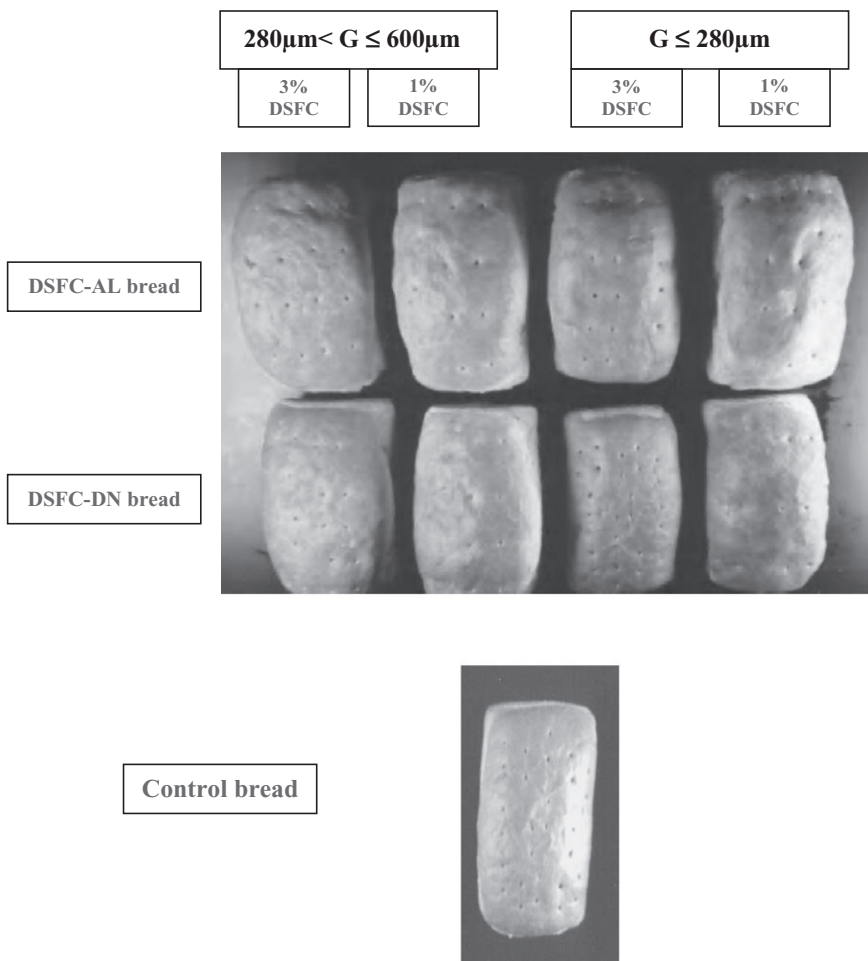 280µm< G ≤ 600µm
G ≤ 280µm
3%
DSFC
1%
DSFC
3%
DSFC
1%
DSFC
DSFC-AL bread
DSFC-DN bread
Control bread